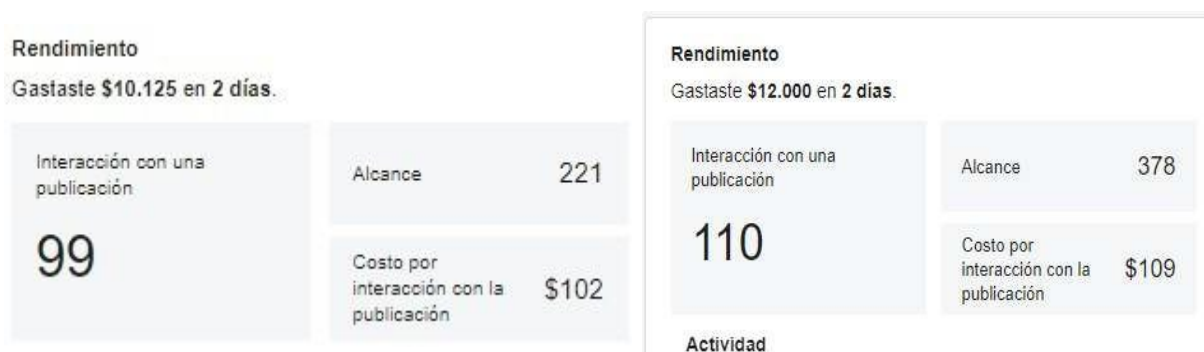 Rendimiento
Gastaste $10.125 en 2 días.
Interacción con una
publicación
99
Alcance 221
Costo por
interacción con la
publicación
$102
Rendimiento
Gastaste $12.000 en 2 días.
Interacción con una
publicación
110
Alcance 378
Costo por
interacción con la
publicación
$109
Actividad